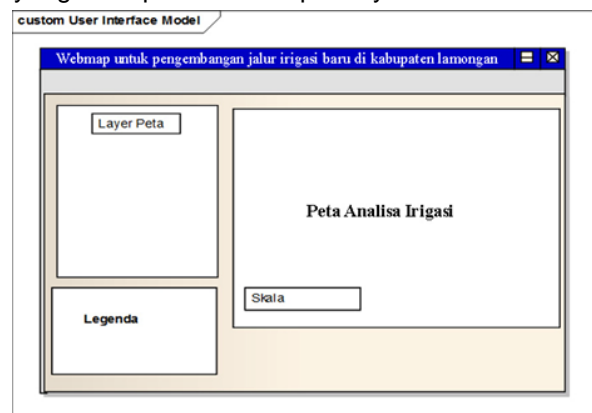 custom User Interface Model
Webmap untuk pengembangan jalur irigasi baru di kabupaten lamongan
Layer Peta
Peta Analisa Irigasi
Skala
Legenda